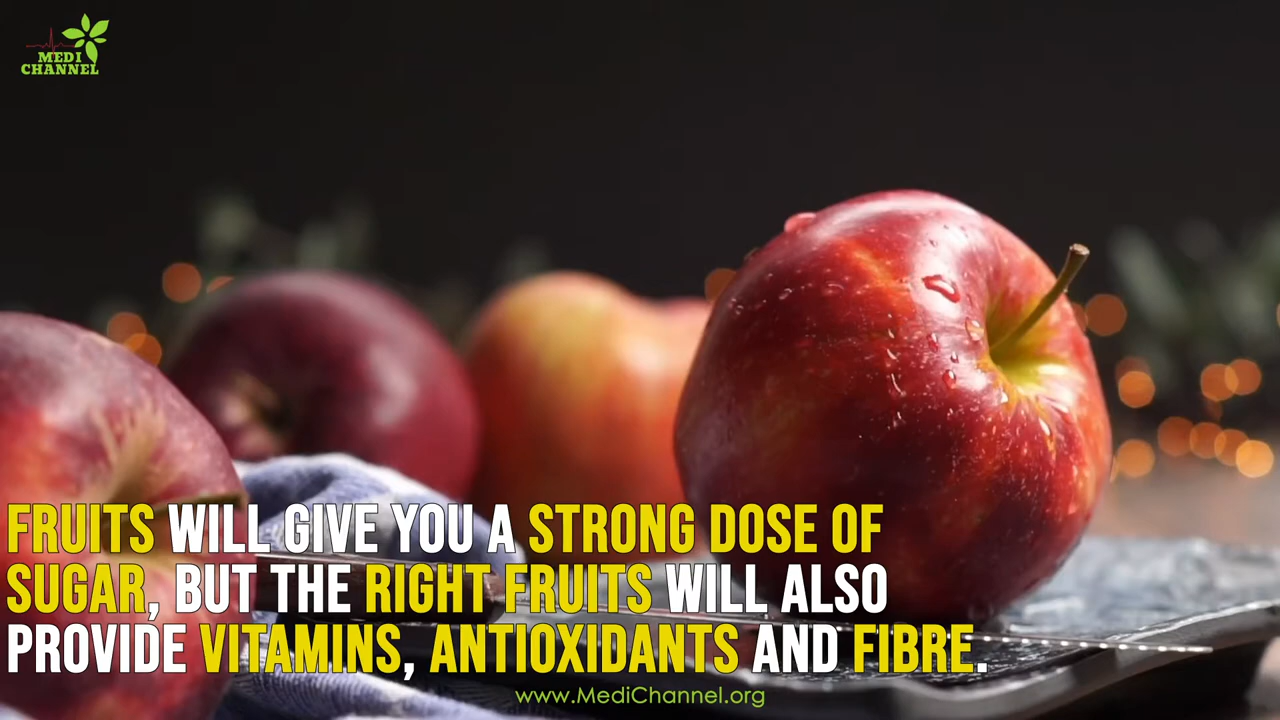 MEDI
CHANNEL
FRUITS WILL GIVE YOU A STRONG DOSE OF
SUGAR, BUT THE RIGHT FRUITS WILL ALSO
PROVIDE VITAMINS, ANTIOXIDANTS AND FIBRE.
www.MediChannel.org